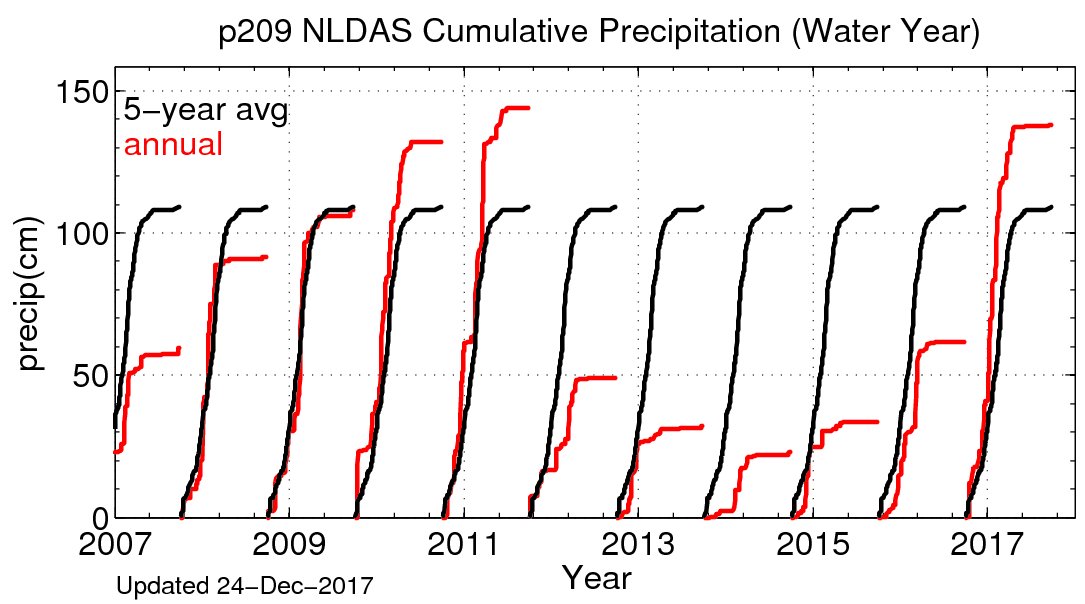 p209 NLDAS Cumulative Precipitation (Water Year)
150
5−year avg
annual
100
precip(cm)
50
0
2007 2009 2011 2013 2015 2017
Year
Updated 24−Dec−2017